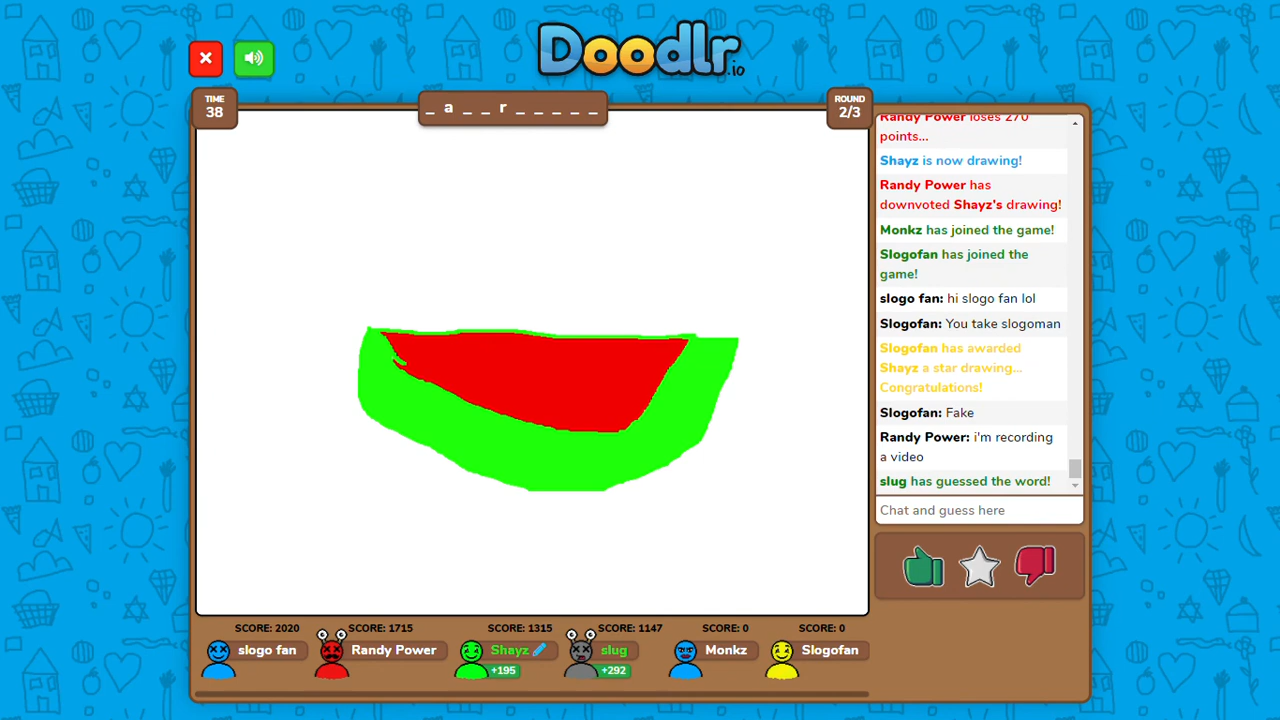 Doodlr
.io
TIME
38
_ a _ _ r _ _ _ _ _
ROUND
2/3
Randy Power loses 270
points...
Shayz is now drawing!
Randy Power has
downvoted Shayz's drawing!
Monkz has joined the game!
Slogofan has joined the
game!
slogo fan: hi slogo fan lol
Slogofan: You take slogoman
Slogofan has awarded
Shayz a star drawing...
Congratulations!
Slogofan: Fake
Randy Power: i'm recording
a video
slug has guessed the word!
Chat and guess here
SCORE: 2020 SCORE: 1715 SCORE: 1315 SCORE: 1147 SCORE: 0 SCORE: 0
slogo fan Randy Power Shayz slug Monkz Slogofan
+195 +292